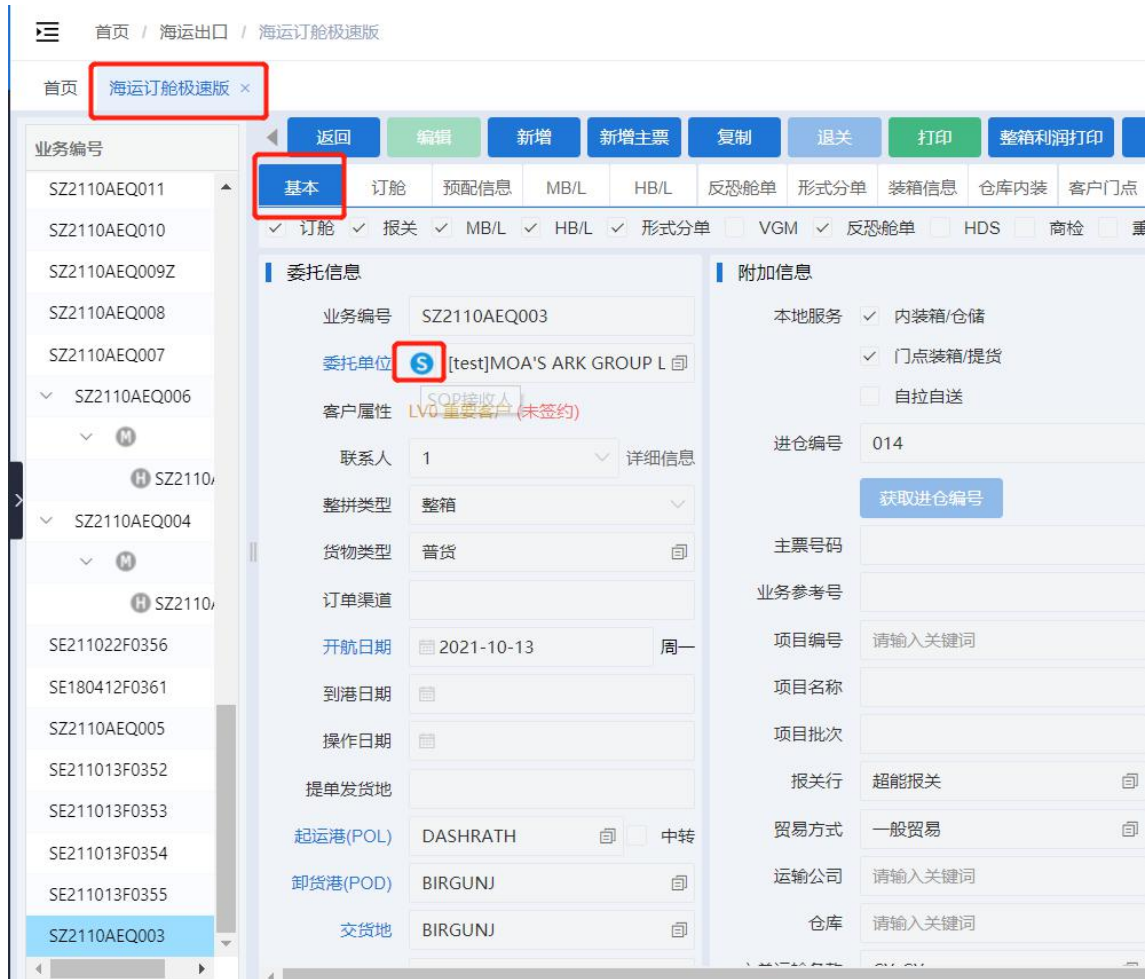 首页 / 海运出口 / 海运订舱极速版
首页 海运订舱极速版 ×
业务编号
SZ2110AEQ011
SZ2110AEQ010
SZ2110AEQ009Z
SZ2110AEQ008
SZ2110AEQ007
SZ2110AEQ006
M
H SZ2110
SZ2110AEQ004
M
H SZ2110
SE211022F0356
SE180412F0361
SZ2110AEQ005
SE211013F0352
SE211013F0353
SE211013F0354
SE211013F0355
SZ2110AEQ003
返回 编辑 新增 新增主票 复制 退关 打印 整箱利润打印
基本 订舱 预配信息 MB/L HB/L 反恐舱单 形式分单 装箱信息 仓库内装 客户门点
订舱 报关 MB/L HB/L 形式分单 VGM 反恐舱单 HDS 商检 重
委托信息
业务编号 SZ2110AEQ003
委托单位 S [test]MOA'S ARK GROUP L
SOP接收人
客户属性 LV0 重要客户 (未签约)
联系人 1 详细信息
整拼类型 整箱
货物类型 普货
订单渠道
开航日期 2021-10-13 周一
到港日期
操作日期
提单发货地
起运港(POL) DASHRATH 中转
卸货港(POD) BIRGUNJ
交货地 BIRGUNJ
附加信息
本地服务 内装箱/仓储
门点装箱/提货
自拉自送
进仓编号 014
获取进仓编号
主票号码
业务参考号
项目编号 请输入关键词
项目名称
项目批次
报关行 超能报关
贸易方式 一般贸易
运输公司 请输入关键词
仓库 请输入关键词